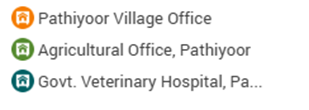 Pathiyoor Village Office
Agricultural Office, Pathiyoor
Govt. Veterinary Hospital, Pa...